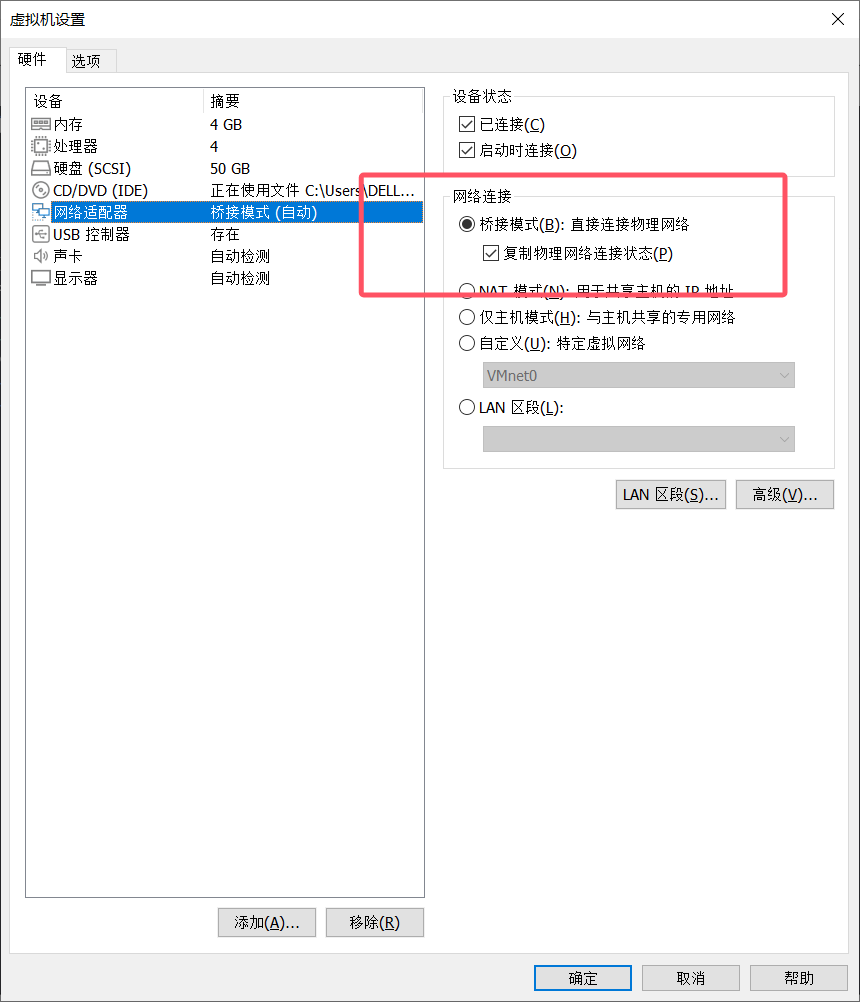 虚拟机设置
硬件 选项
设备 摘要
内存 4 GB
处理器 4
硬盘 (SCSI) 50 GB
CD/DVD (IDE) 正在使用文件 C:\Users\DELL...
网络适配器 桥接模式 (自动)
USB 控制器 存在
声卡 自动检测
显示器 自动检测
添加(A)... 移除(R)
设备状态
已连接(C)
启动时连接(O)
网络连接
桥接模式(B): 直接连接物理网络
复制物理网络连接状态(P)
NAT 模式(N): 用于共享主机的 IP 地址
仅主机模式(H): 与主机共享的专用网络
自定义(U): 特定虚拟网络
VMnet0
LAN 区段(L):
LAN 区段(S)... 高级(V)...
确定 取消 帮助